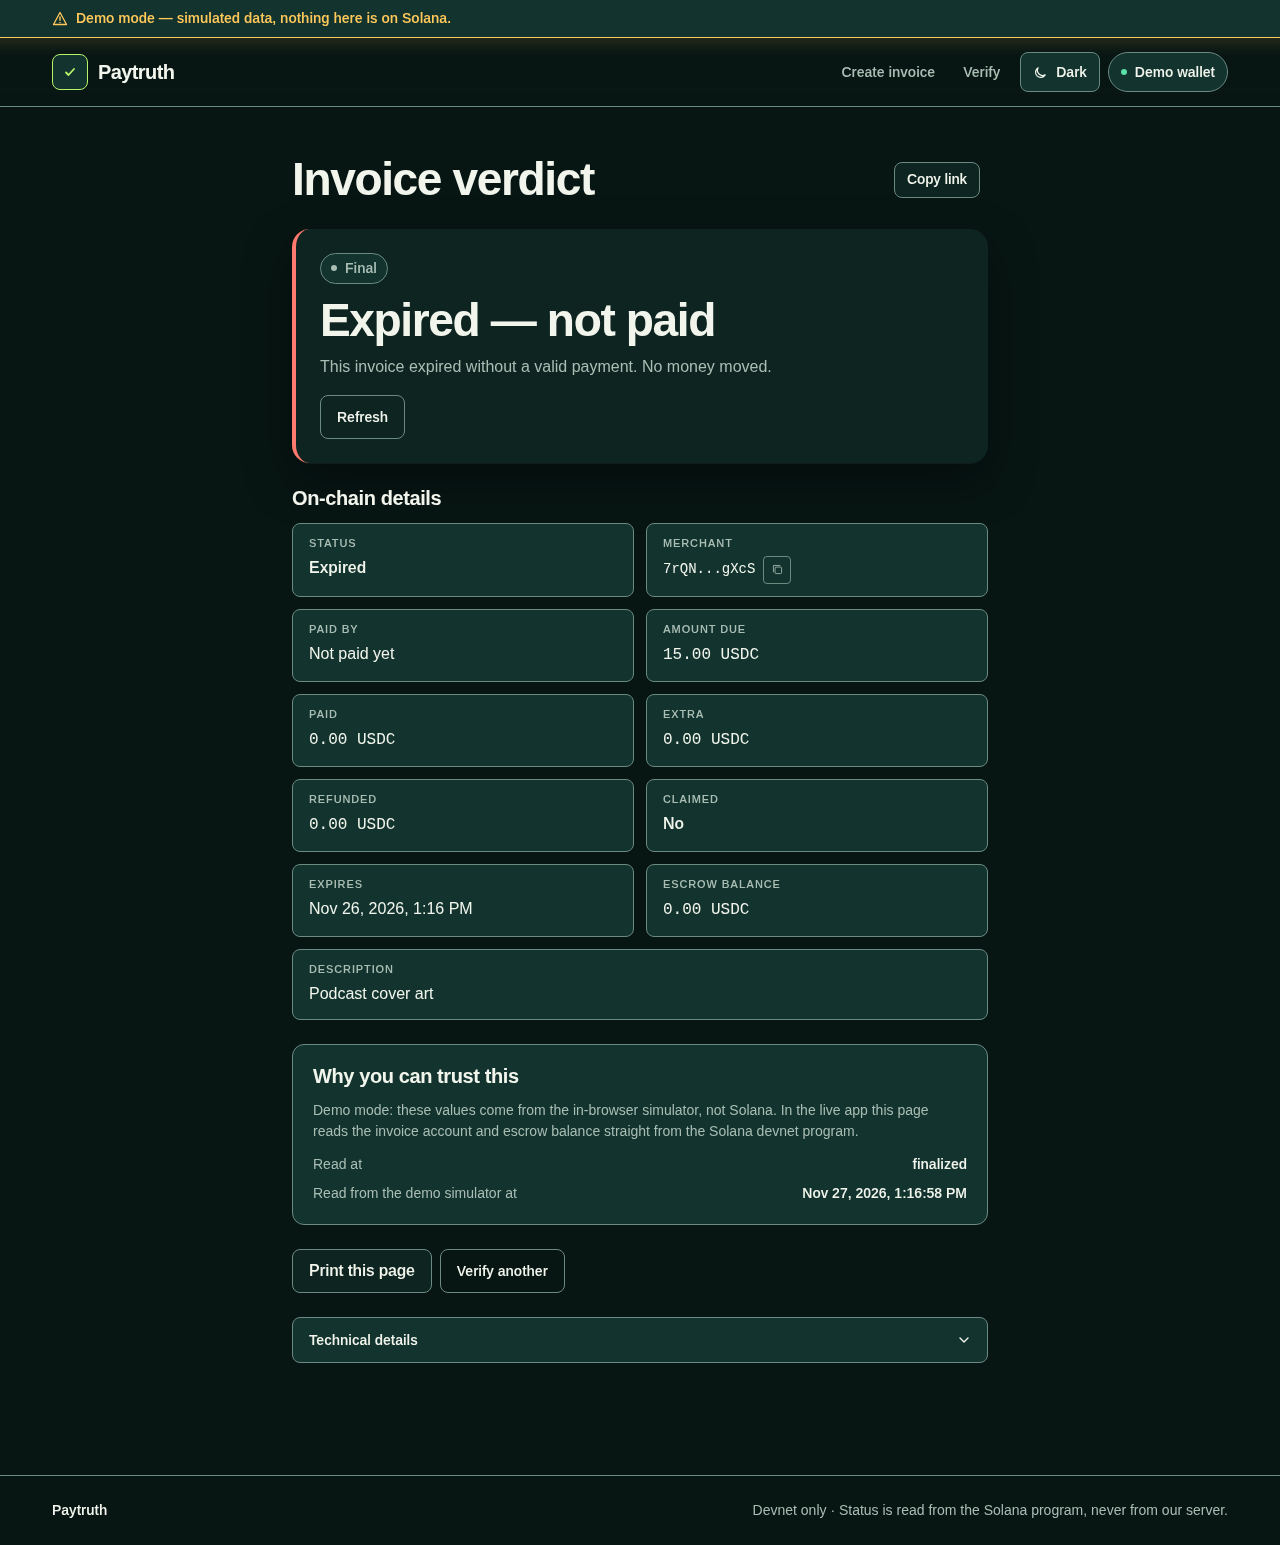 Demo mode — simulated data, nothing here is on Solana.
Paytruth
Create invoice
Verify
Dark
Demo wallet
Invoice verdict
Copy link
Final
Expired — not paid
This invoice expired without a valid payment. No money moved.
Refresh
On-chain details
STATUS
Expired
MERCHANT
7rQN...gXcS
PAID BY
Not paid yet
AMOUNT DUE
15.00 USDC
PAID
0.00 USDC
EXTRA
0.00 USDC
REFUNDED
0.00 USDC
CLAIMED
No
EXPIRES
Nov 26, 2026, 1:16 PM
ESCROW BALANCE
0.00 USDC
DESCRIPTION
Podcast cover art
Why you can trust this
Demo mode: these values come from the in-browser simulator, not Solana. In the live app this page
reads the invoice account and escrow balance straight from the Solana devnet program.
Read at
finalized
Read from the demo simulator at
Nov 27, 2026, 1:16:58 PM
Print this page
Verify another
Technical details
Paytruth
Devnet only · Status is read from the Solana program, never from our server.